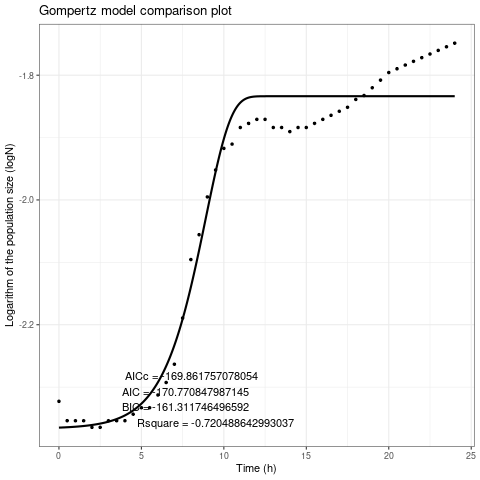 Gompertz model comparison plot
Logarithm of the population size (logN)
-1.8
-2.0
-2.2
AICc = -169.861757078054
AIC = -170.770847987145
BIC = -161.311746496592
Rsquare = -0.720488642993037
0 5 10 15 20 25
Time (h)